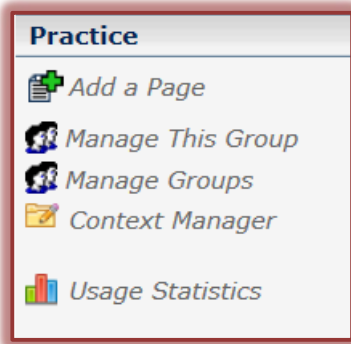 Practice
Add a Page
Manage This Group
Manage Groups
Context Manager
Usage Statistics